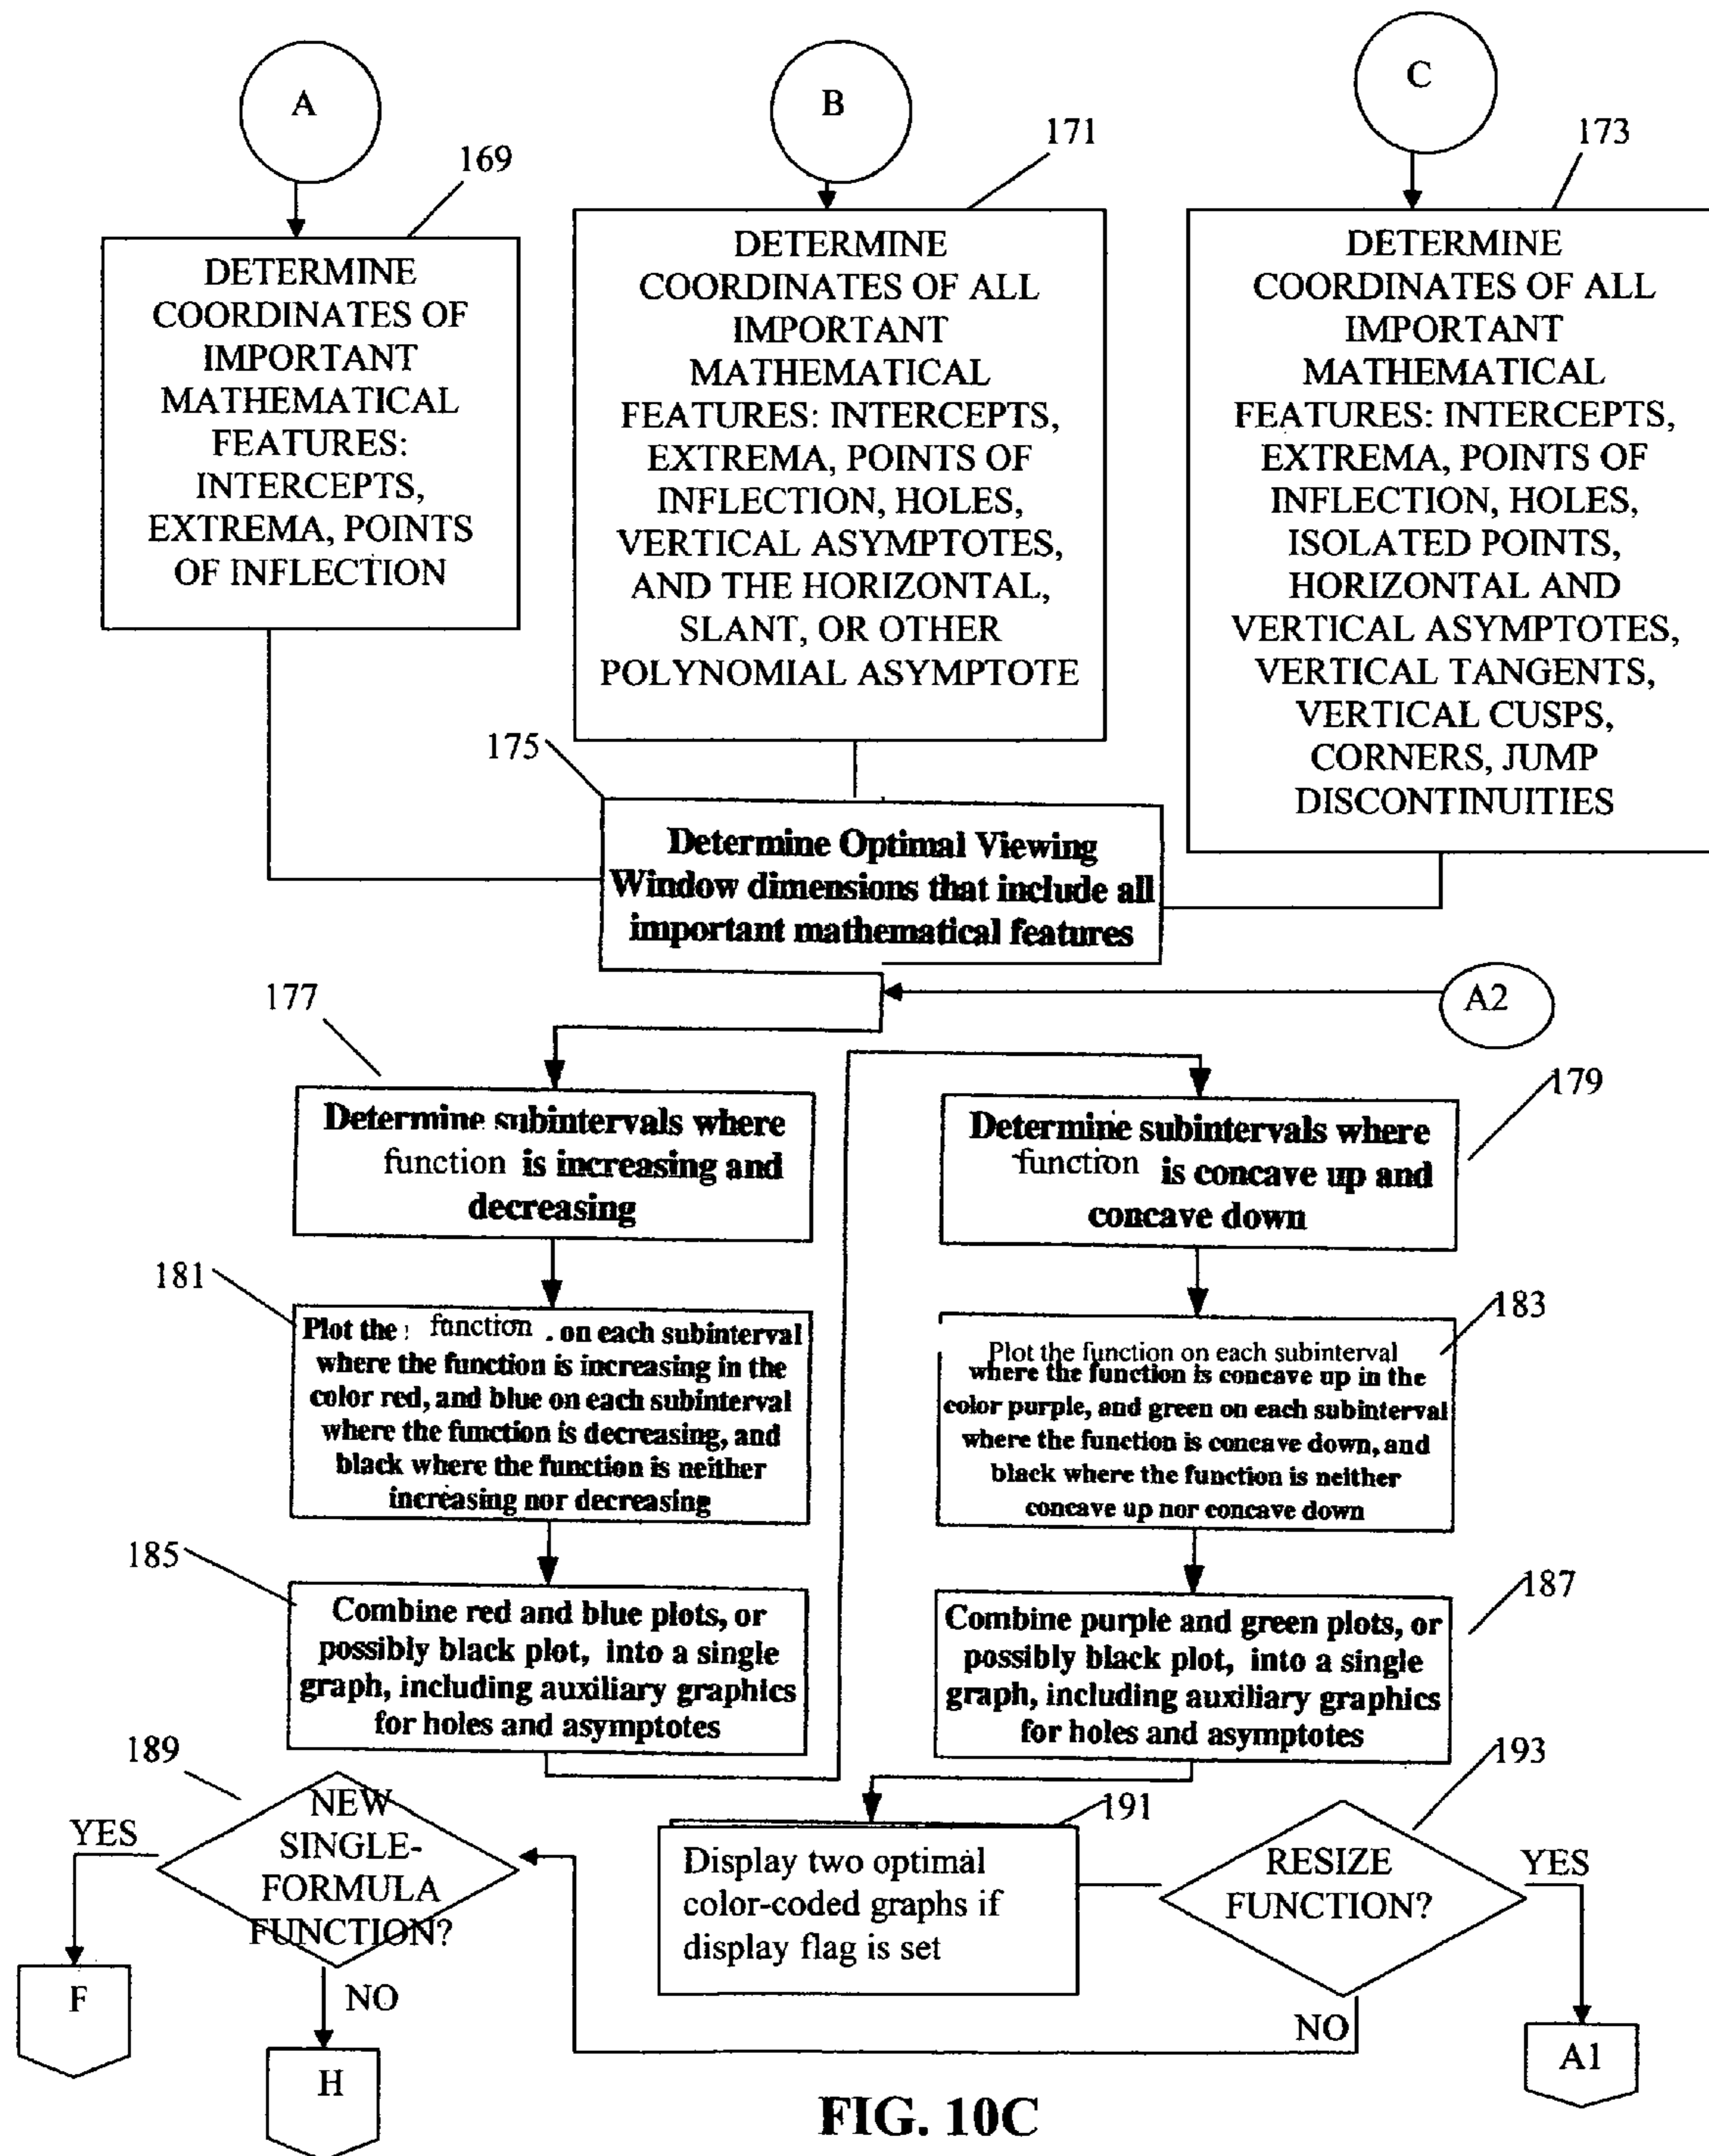 A
B
C
169
171
173
DETERMINE
COORDINATES OF
IMPORTANT
MATHEMATICAL
FEATURES:
INTERCEPTS,
EXTREMA, POINTS
OF INFLECTION
DETERMINE
COORDINATES OF ALL
IMPORTANT
MATHEMATICAL
FEATURES: INTERCEPTS,
EXTREMA, POINTS OF
INFLECTION, HOLES,
VERTICAL ASYMPTOTES,
AND THE HORIZONTAL,
SLANT, OR OTHER
POLYNOMIAL ASYMPTOTE
DETERMINE
COORDINATES OF ALL
IMPORTANT
MATHEMATICAL
FEATURES: INTERCEPTS,
EXTREMA, POINTS OF
INFLECTION, HOLES,
ISOLATED POINTS,
HORIZONTAL AND
VERTICAL ASYMPTOTES,
VERTICAL TANGENTS,
VERTICAL CUSPS,
CORNERS, JUMP
DISCONTINUITIES
175
Determine Optimal Viewing
Window dimensions that include all
important mathematical features
A2
177
Determine subintervals where
function is increasing and
decreasing
179
Determine subintervals where
function is concave up and
concave down
181
Plot the function . on each subinterval
where the function is increasing in the
color red, and blue on each subinterval
where the function is decreasing, and
black where the function is neither
increasing nor decreasing
183
Plot the function on each subinterval
where the function is concave up in the
color purple, and green on each subinterval
where the function is concave down, and
black where the function is neither
concave up nor concave down
185
Combine red and blue plots, or
possibly black plot, into a single
graph, including auxiliary graphics
for holes and asymptotes
187
Combine purple and green plots, or
possibly black plot, into a single
graph, including auxiliary graphics
for holes and asymptotes
189
NEW
SINGLE-
FORMULA
FUNCTION?
YES
NO
F
H
191
Display two optimal
color-coded graphs if
display flag is set
193
RESIZE
FUNCTION?
YES
NO
A1
FIG. 10C